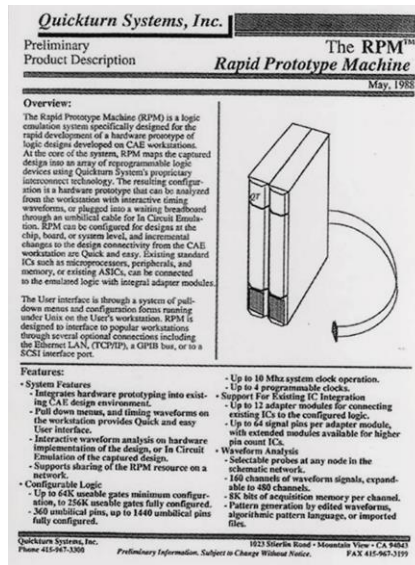 Quickturn Systems, Inc.
Preliminary
Product Description
The RPM™
Rapid Prototype Machine
May, 1988
Overview:
The Rapid Prototype Machine (RPM) is a logic
emulation system specifically designed for the
rapid development of a hardware prototype of
logic designs developed on CAE workstations.
At the core of the system, RPM maps the captured
design into an array of reprogrammable logic
devices using Quickturn System's proprietary
interconnect technology. The resulting configur-
ation is a hardware prototype that can be analyzed
from the workstation with interactive timing
waveforms, or plugged into a waiting breadboard
through an umbilical cable for In Circuit Emula-
tion. RPM can be configured for designs at the
chip, board, or system level, and incremental
changes to the design connectivity from the CAE
workstation are Quick and easy. Existing standard
ICs such as microprocessors, peripherals, and
memory, or existing ASICs, can be connected
to the emulated logic with integral adapter modules.
The User interface is through a system of pull-
down menus and configuration forms running
under Unix on the User's workstation. RPM is
designed to interface to popular workstations
through several optional connections including
the Ethernet LAN, (TCP/IP), a GPIB bus, or to a
SCSI interface port.
QT
Features:
- System Features
- Integrates hardware prototyping into exist-
ing CAE design environment.
- Pull down menus, and timing waveforms on
the workstation provides Quick and easy
User interface.
- Interactive waveform analysis on hardware
implementation of the design, or In Circuit
Emulation of the captured design.
- Supports sharing of the RPM resource on a
network.
- Configurable Logic
- Up to 64K useable gates minimum configur-
ation, to 256K useable gates fully configured.
- 360 umbilical pins, up to 1440 umbilical pins
fully configured.
- Up to 10 Mhz system clock operation.
- Up to 4 programmable clocks.
- Support For Existing IC Integration
- Up to 12 adapter modules for connecting
existing ICs to the configured logic.
- Up to 64 signal pins per adapter module,
with extended modules available for higher
pin count ICs.
- Waveform Analysis
- Selectable probes at any node in the
schematic network.
- 160 channels of waveform signals, expand-
able to 480 channels.
- 8K bits of acquisition memory per channel.
- Pattern generation by edited waveforms,
algorithmic pattern language, or imported
files.
Quickturn Systems, Inc.
Phone 415-967-3300
Preliminary Information. Subject to Change Without Notice.
1023 Stierlin Road - Mountain View - CA 94043
FAX 415-967-3199